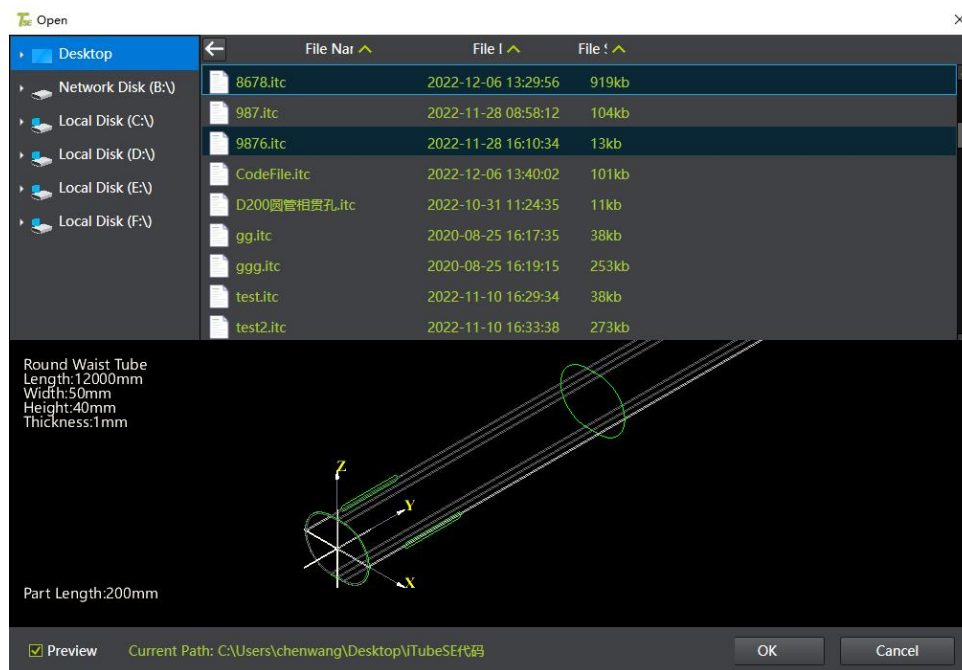 TSE Open
Desktop
Network Disk (B:\)
Local Disk (C:\)
Local Disk (D:\)
Local Disk (E:\)
Local Disk (F:\)
File Nar File I File S
8678.itc 2022-12-06 13:29:56 919kb
987.itc 2022-11-28 08:58:12 104kb
9876.itc 2022-11-28 16:10:34 13kb
CodeFile.itc 2022-12-06 13:40:02 101kb
D200圆管相贯孔.itc 2022-10-31 11:24:35 11kb
gg.itc 2020-08-25 16:17:35 38kb
ggg.itc 2020-08-25 16:19:15 253kb
test.itc 2022-11-10 16:29:34 38kb
test2.itc 2022-11-10 16:33:38 273kb
Round Waist Tube
Length:12000mm
Width:50mm
Height:40mm
Thickness:1mm
Z
Y
X
Part Length:200mm
Preview Current Path: C:\Users\chenwang\Desktop\iTubeSE代码 OK Cancel